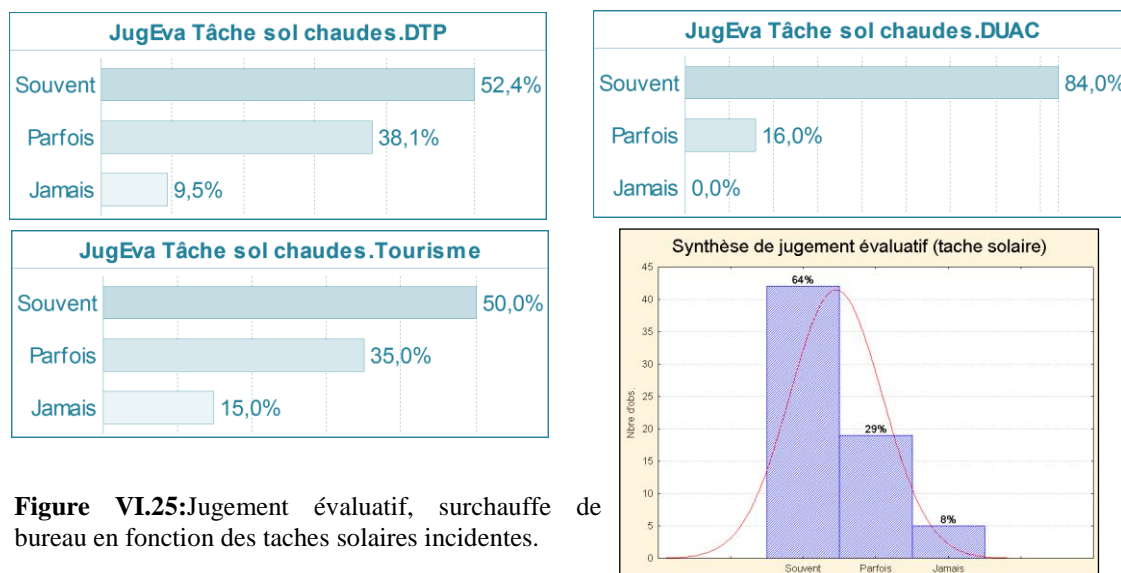 JugEva Tâche sol chaudes.DTP
Souvent 52,4%
Parfois 38,1%
Jamais 9,5%
JugEva Tâche sol chaudes.DUAC
Souvent 84,0%
Parfois 16,0%
Jamais 0,0%
JugEva Tâche sol chaudes.Tourisme
Souvent 50,0%
Parfois 35,0%
Jamais 15,0%
Synthèse de jugement évaluatif (tache solaire)
45
40
35
30
25
20
15
10
5
0
Nbre d'obs.
64%
29%
8%
Souvent Parfois Jamais
Figure VI.25:Jugement évaluatif, surchauffe de
bureau en fonction des taches solaires incidentes.